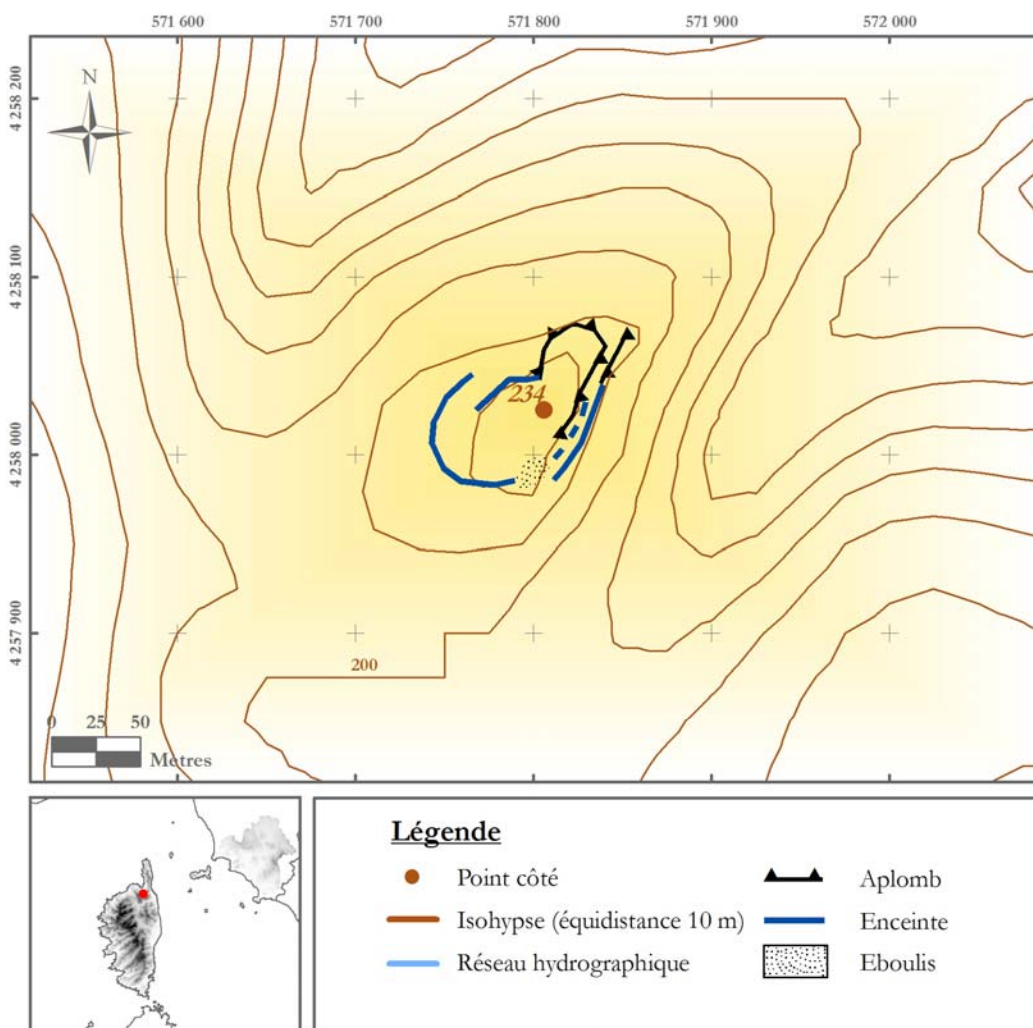 571 600 571 700 571 800 571 900 572 000
4 258 200
N
4 258 100
234
4 258 000
4 257 900
200
0 25 50
Mètres
Légende
Point côté
Isohypse (équidistance 10 m)
Réseau hydrographique
Aplomb
Enceinte
Eboulis